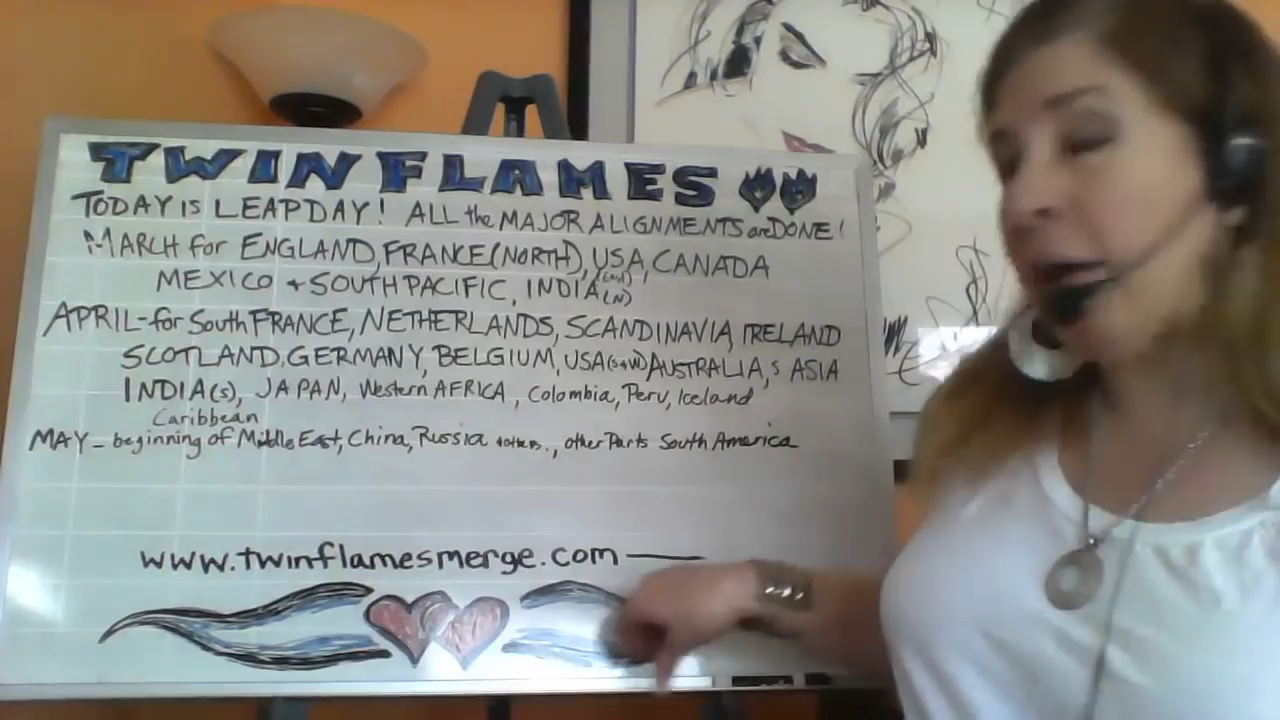 TWIN FLAMES
TODAY IS LEAPDAY! ALL the MAJOR ALIGNMENTS are DONE!
MARCH for ENGLAND, FRANCE (NORTH), USA, CANADA
(East)
MEXICO + SOUTH PACIFIC, INDIA (N)
APRIL - for South FRANCE, NETHERLANDS, SCANDINAVIA, IRELAND
SCOTLAND, GERMANY, BELGIUM, USA (S+W) AUSTRALIA, S ASIA
INDIA (S), JAPAN, Western AFRICA, Colombia, Peru, Iceland
Caribbean
MAY - beginning of Middle East, China, Russia + others.., other Parts South America
www.twinflamesmerge.com